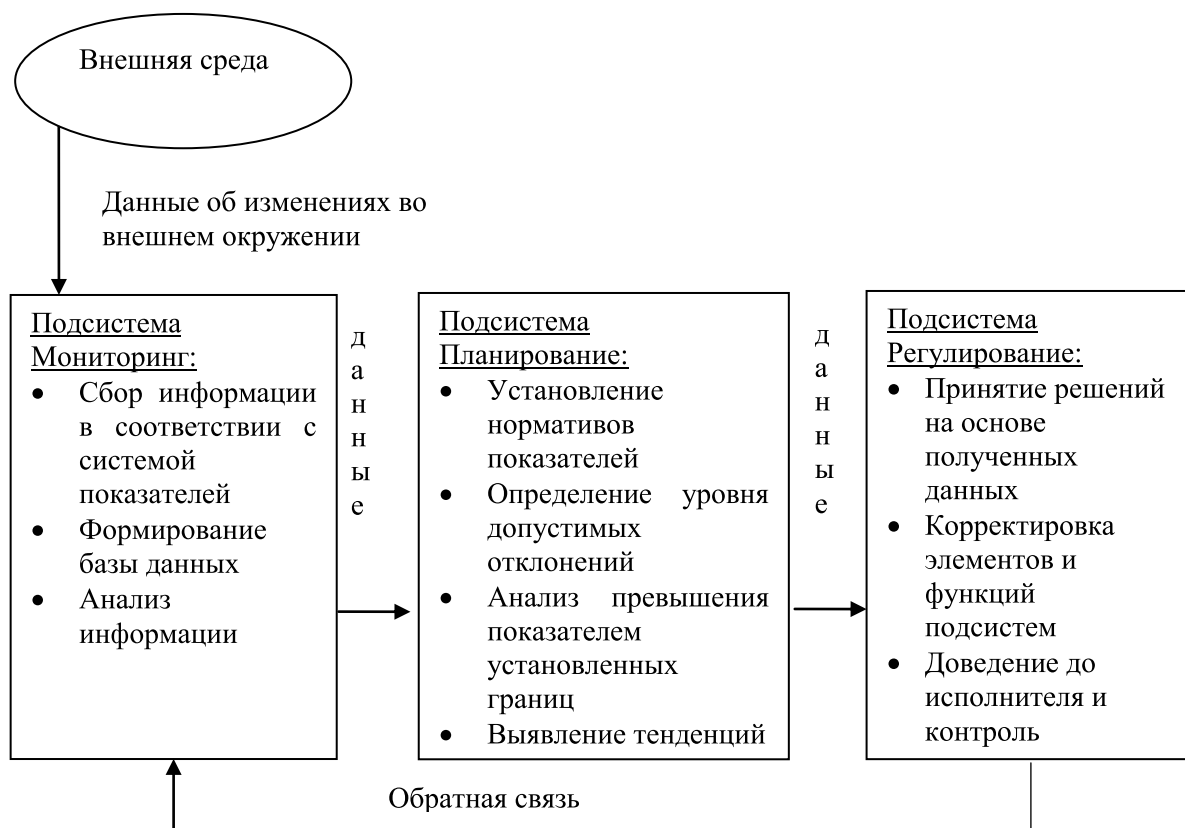 Внешняя среда
Данные об изменениях во
внешнем окружении
Подсистема
Мониторинг:
• Сбор информации
в соответствии с
системой
показателей
• Формирование
базы данных
• Анализ
информации
д
а
н
н
ы
е
Подсистема
Планирование:
• Установление
нормативов
показателей
• Определение уровня
допустимых
отклонений
• Анализ превышения
показателем
установленных
границ
• Выявление тенденций
д
а
н
н
ы
е
Подсистема
Регулирование:
• Принятие решений
на основе
полученных
данных
• Корректировка
элементов и
функций
подсистем
• Доведение до
исполнителя и
контроль
Обратная связь